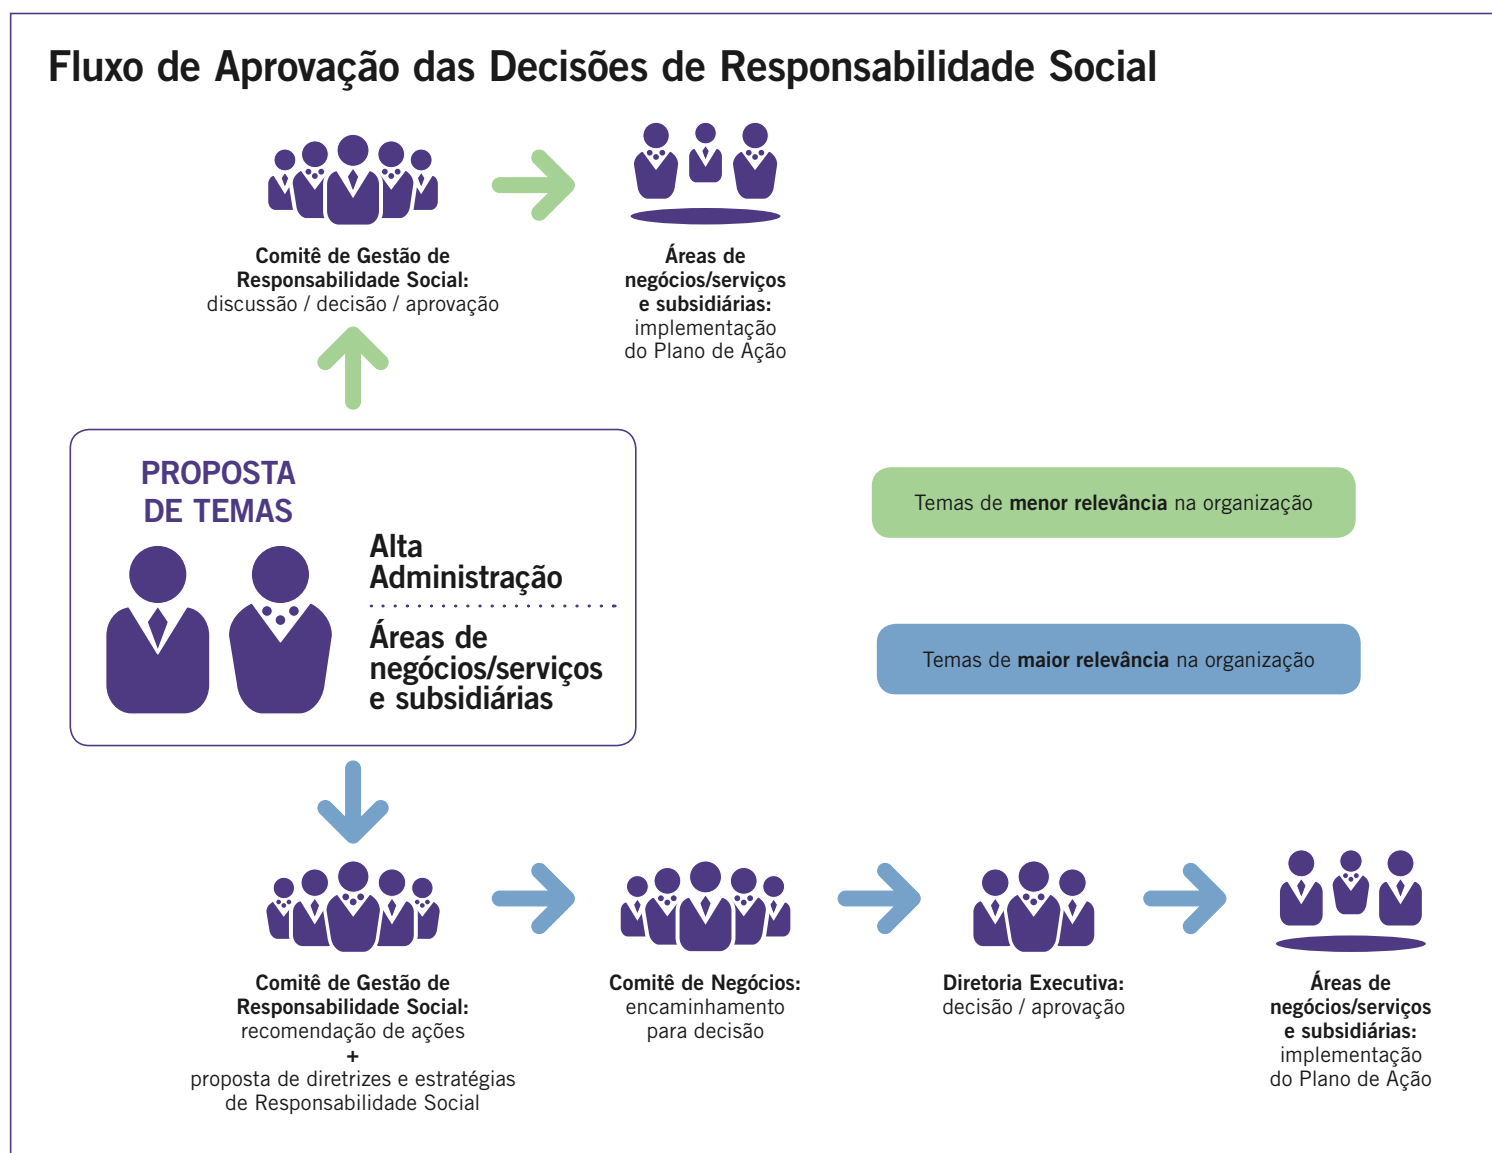 Fluxo de Aprovação das Decisões de Responsabilidade Social
Comitê de Gestão de
Responsabilidade Social:
discussão / decisão / aprovação
Áreas de
negócios/serviços
e subsidiárias:
implementação
do Plano de Ação
PROPOSTA
DE TEMAS
Alta
Administração
Áreas de
negócios/serviços
e subsidiárias
Temas de menor relevância na organização
Temas de maior relevância na organização
Comitê de Gestão de
Responsabilidade Social:
recomendação de ações
+
proposta de diretrizes e estratégias
de Responsabilidade Social
Comitê de Negócios:
encaminhamento
para decisão
Diretoria Executiva:
decisão / aprovação
Áreas de
negócios/serviços
e subsidiárias:
implementação
do Plano de Ação